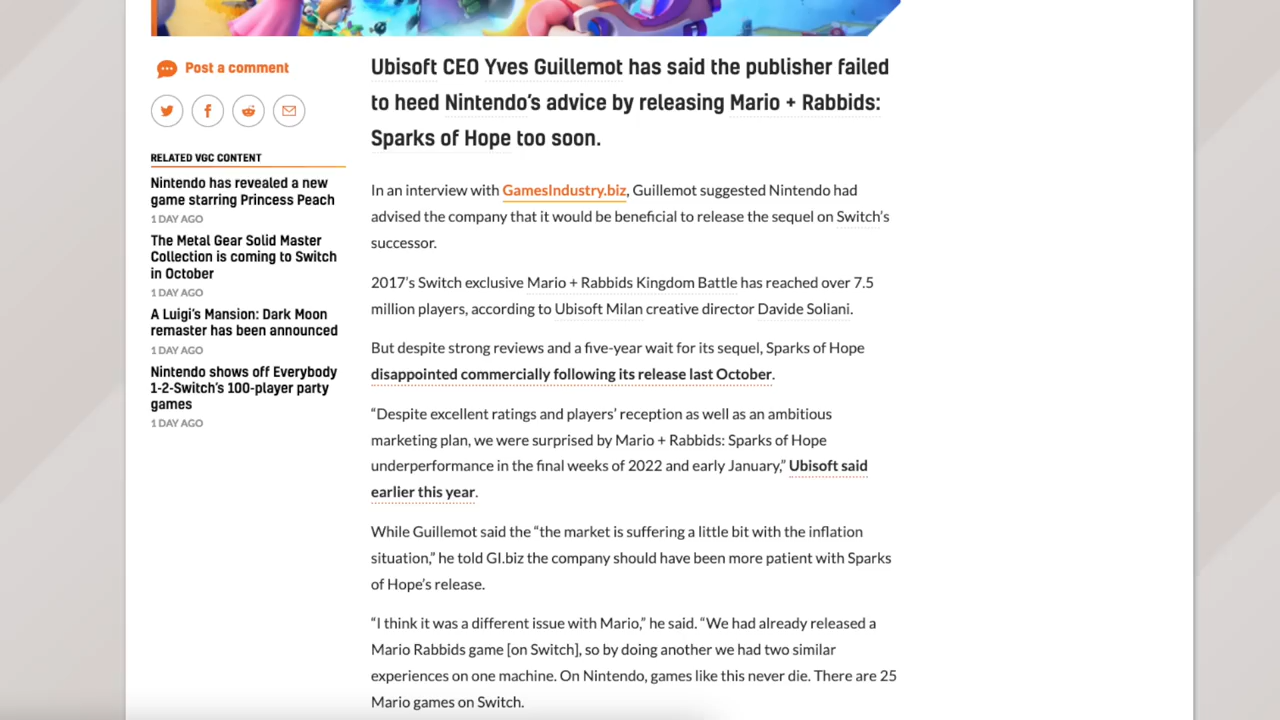 Post a comment
RELATED VGC CONTENT
Nintendo has revealed a new
game starring Princess Peach
1 DAY AGO
The Metal Gear Solid Master
Collection is coming to Switch
in October
1 DAY AGO
A Luigi's Mansion: Dark Moon
remaster has been announced
1 DAY AGO
Nintendo shows off Everybody
1-2-Switch's 100-player party
games
1 DAY AGO
Ubisoft CEO Yves Guillemot has said the publisher failed
to heed Nintendo's advice by releasing Mario + Rabbids:
Sparks of Hope too soon.
In an interview with GamesIndustry.biz, Guillemot suggested Nintendo had
advised the company that it would be beneficial to release the sequel on Switch's
successor.
2017's Switch exclusive Mario + Rabbids Kingdom Battle has reached over 7.5
million players, according to Ubisoft Milan creative director Davide Soliani.
But despite strong reviews and a five-year wait for its sequel, Sparks of Hope
disappointed commercially following its release last October.
“Despite excellent ratings and players’ reception as well as an ambitious
marketing plan, we were surprised by Mario + Rabbids: Sparks of Hope
underperformance in the final weeks of 2022 and early January,” Ubisoft said
earlier this year.
While Guillemot said the “the market is suffering a little bit with the inflation
situation,” he told GI.biz the company should have been more patient with Sparks
of Hope’s release.
“I think it was a different issue with Mario,” he said. “We had already released a
Mario Rabbids game [on Switch], so by doing another we had two similar
experiences on one machine. On Nintendo, games like this never die. There are 25
Mario games on Switch.